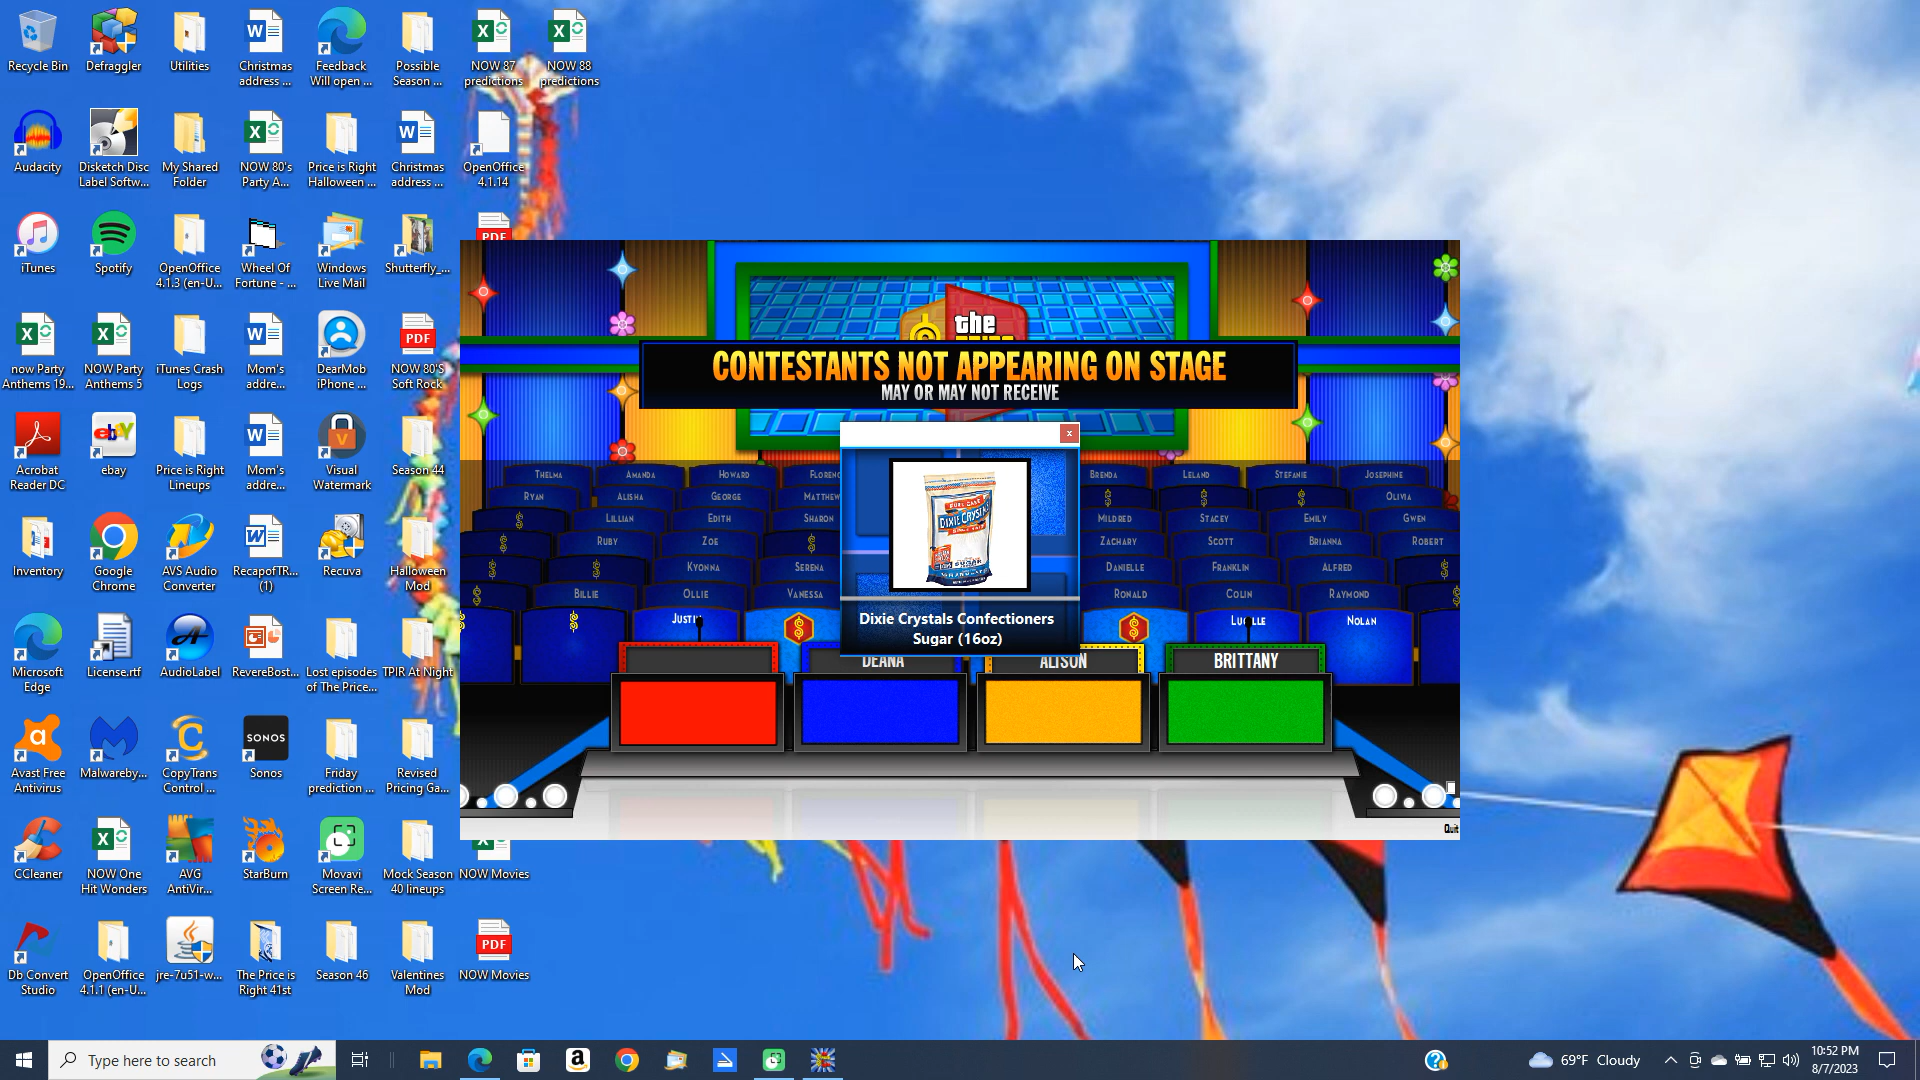 Recycle Bin
Defraggler
Utilities
Christmas
address ...
Feedback
Will open ...
Possible
Season ...
NOW 87
predictions
NOW 88
predictions
Audacity
Disketch Disc
Label Softw...
My Shared
Folder
NOW 80's
Party A...
Price is Right
Halloween ...
Christmas
address ...
OpenOffice
4.1.14
iTunes
Spotify
OpenOffice
4.1.3 (en-U...
Wheel Of
Fortune - ...
Windows
Live Mail
Shutterfly_...
PDF
now Party
Anthems 19...
NOW Party
Anthems 5
iTunes Crash
Logs
Mom's
addre...
DearMob
iPhone ...
PDF
NOW 80'S
Soft Rock
Acrobat
Reader DC
ebay
ebay
Price is Right
Lineups
Mom's
addre...
Visual
Watermark
Season 44
Inventory
Google
Chrome
AVS Audio
Converter
RecapofTR...
(1)
Recuva
Halloween
Mod
Microsoft
Edge
License.rtf
AudioLabel
RevereBost...
Lost episodes
of The Price...
TPIR At Night
Avast Free
Antivirus
Malwareby...
CopyTrans
Control ...
SONOS
Sonos
Friday
prediction ...
Revised
Pricing Ga...
CCleaner
NOW One
Hit Wonders
AVG
AntiVir...
StarBurn
Movavi
Screen Re...
Mock Season
40 lineups
NOW Movies
Db Convert
Studio
OpenOffice
4.1.1 (en-U...
jre-7u51-w...
The Price is
Right 41st
Season 46
Valentines
Mod
PDF
NOW Movies
the
CONTESTANTS NOT APPEARING ON STAGE
MAY OR MAY NOT RECEIVE
x
THELMA AMANDA HOWARD BRENDA LELAND STEFANIE JOSEPHINE
RYAN ALISHA GEORGE MATTHEW OLIVIA
LILLIAN EDITH SHARON MILDRED STACEY EMILY GWEN
RUBY ZOE ZACHARY SCOTT BRIANNA ROBERT
KYONNA SERENA DANIELLE FRANKLIN ALFRED
BILLIE OLLIE VANESSA RONALD COLIN RAYMOND
NOLAN
DIXIE CRYSTALS
Dixie Crystals Confectioners
Sugar (16oz)
DEANA ALISON BRITTANY
Quit
Type here to search
69°F Cloudy
10:52 PM
8/7/2023